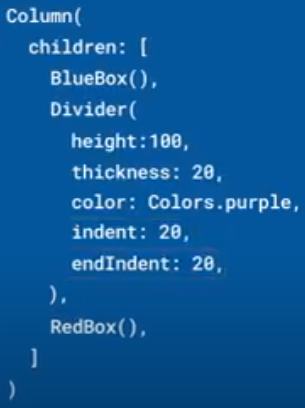 Column(
  children: [
    BlueBox(),
    Divider(
      height:100,
      thickness: 20,
      color: Colors.purple,
      indent: 20,
      endIndent: 20,
    ),
    RedBox(),
  ]
)